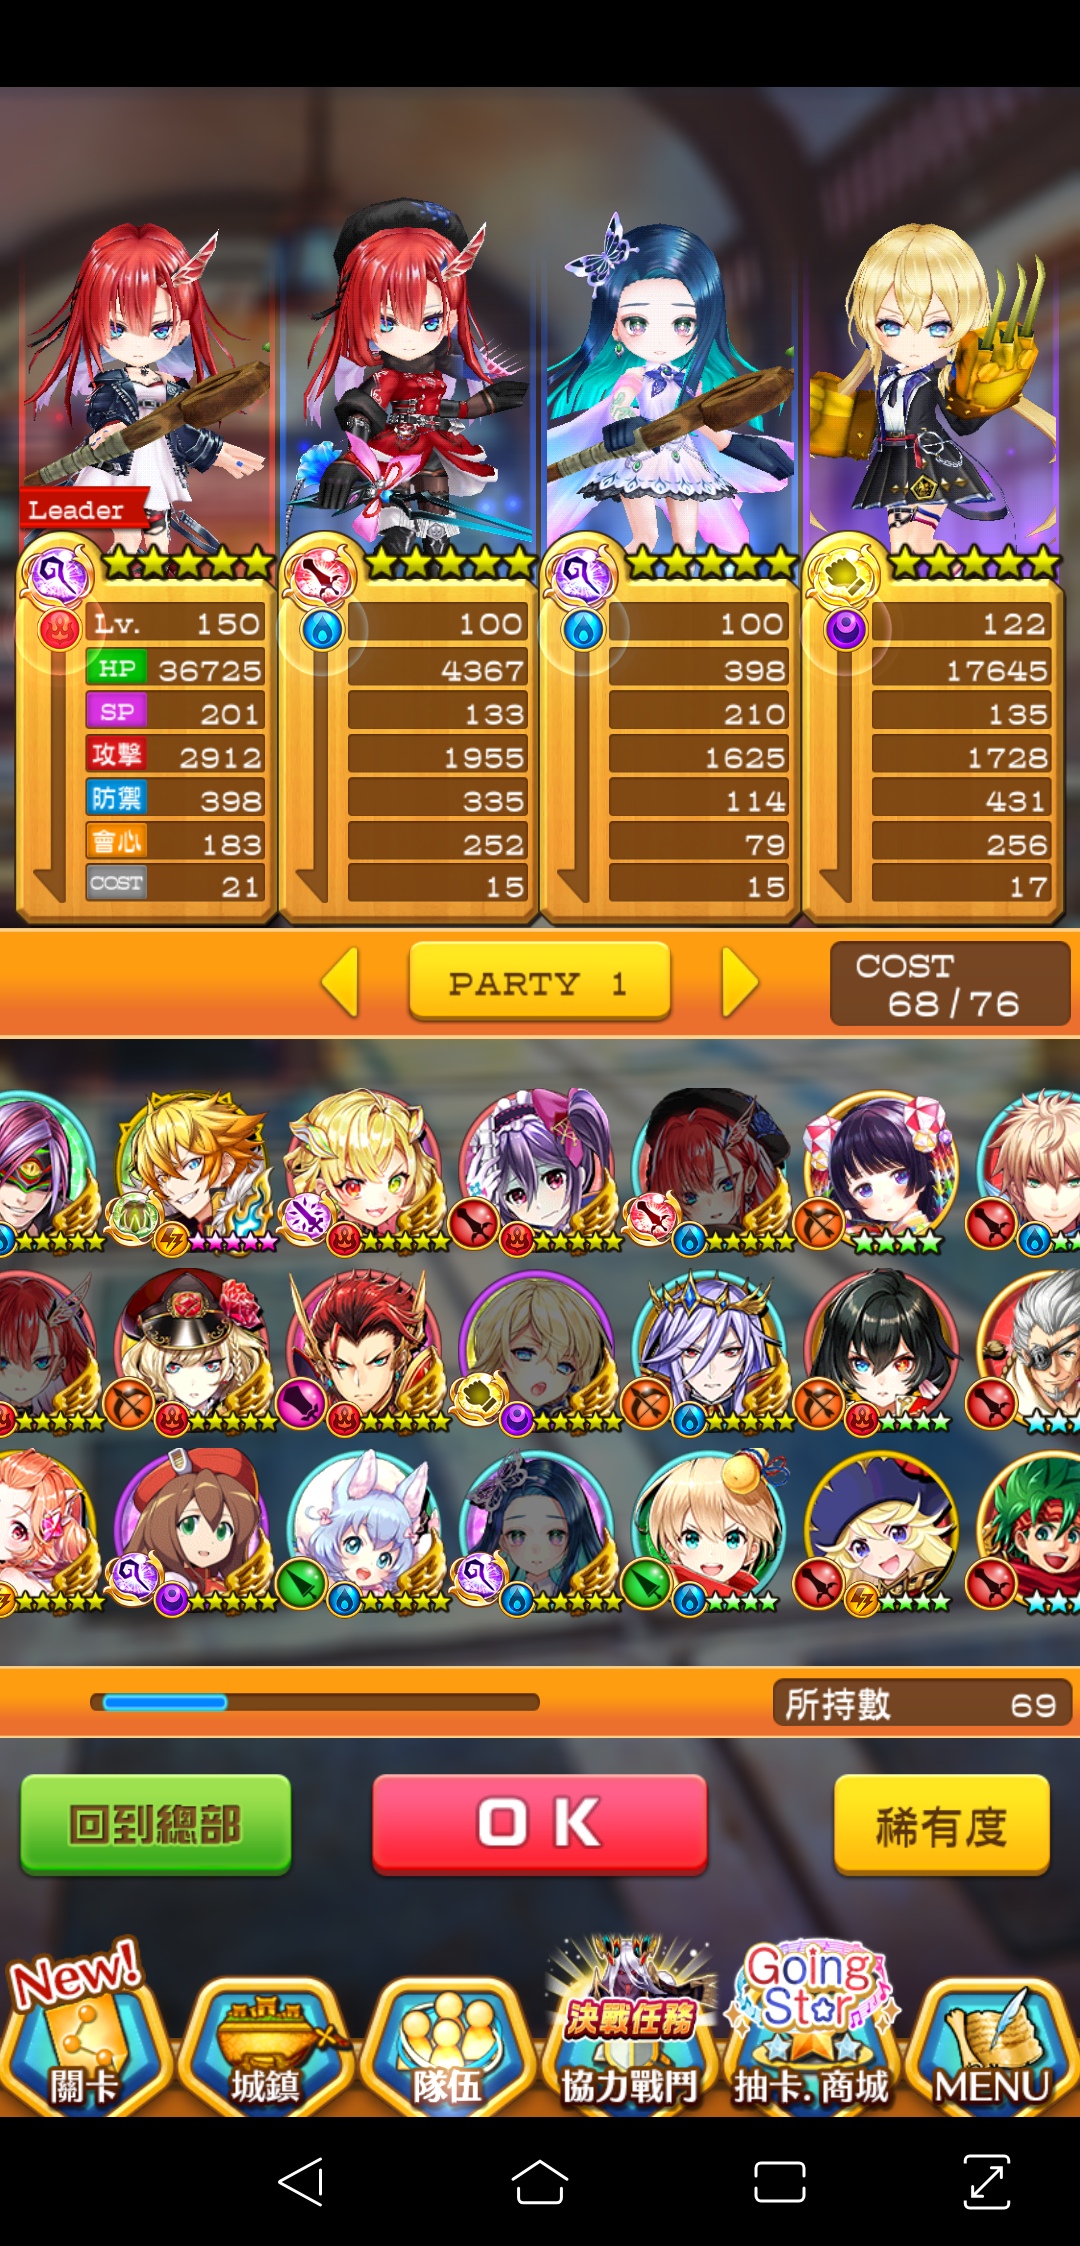 Leader
Lv. 150 100 100 122
HP 36725 4367 398 17645
SP 201 133 210 135
攻擊 2912 1955 1625 1728
防禦 398 335 114 431
會心 183 252 79 256
COST 21 15 15 17
PARTY 1
COST
68/76
所持數 69
回到總部
OK
稀有度
New!
決戰任務
Going
Star
關卡
城鎮
隊伍
協力戰鬥
抽卡.商城
MENU